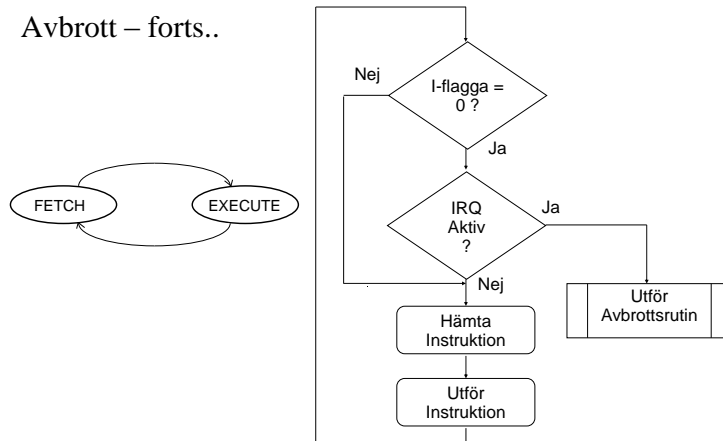 Avbrott – forts..
Nej
I-flagga =
0 ?
Ja
FETCH
EXECUTE
IRQ
Aktiv
?
Ja
Nej
Utför
Avbrottsrutin
Hämta
Instruktion
Utför
Instruktion